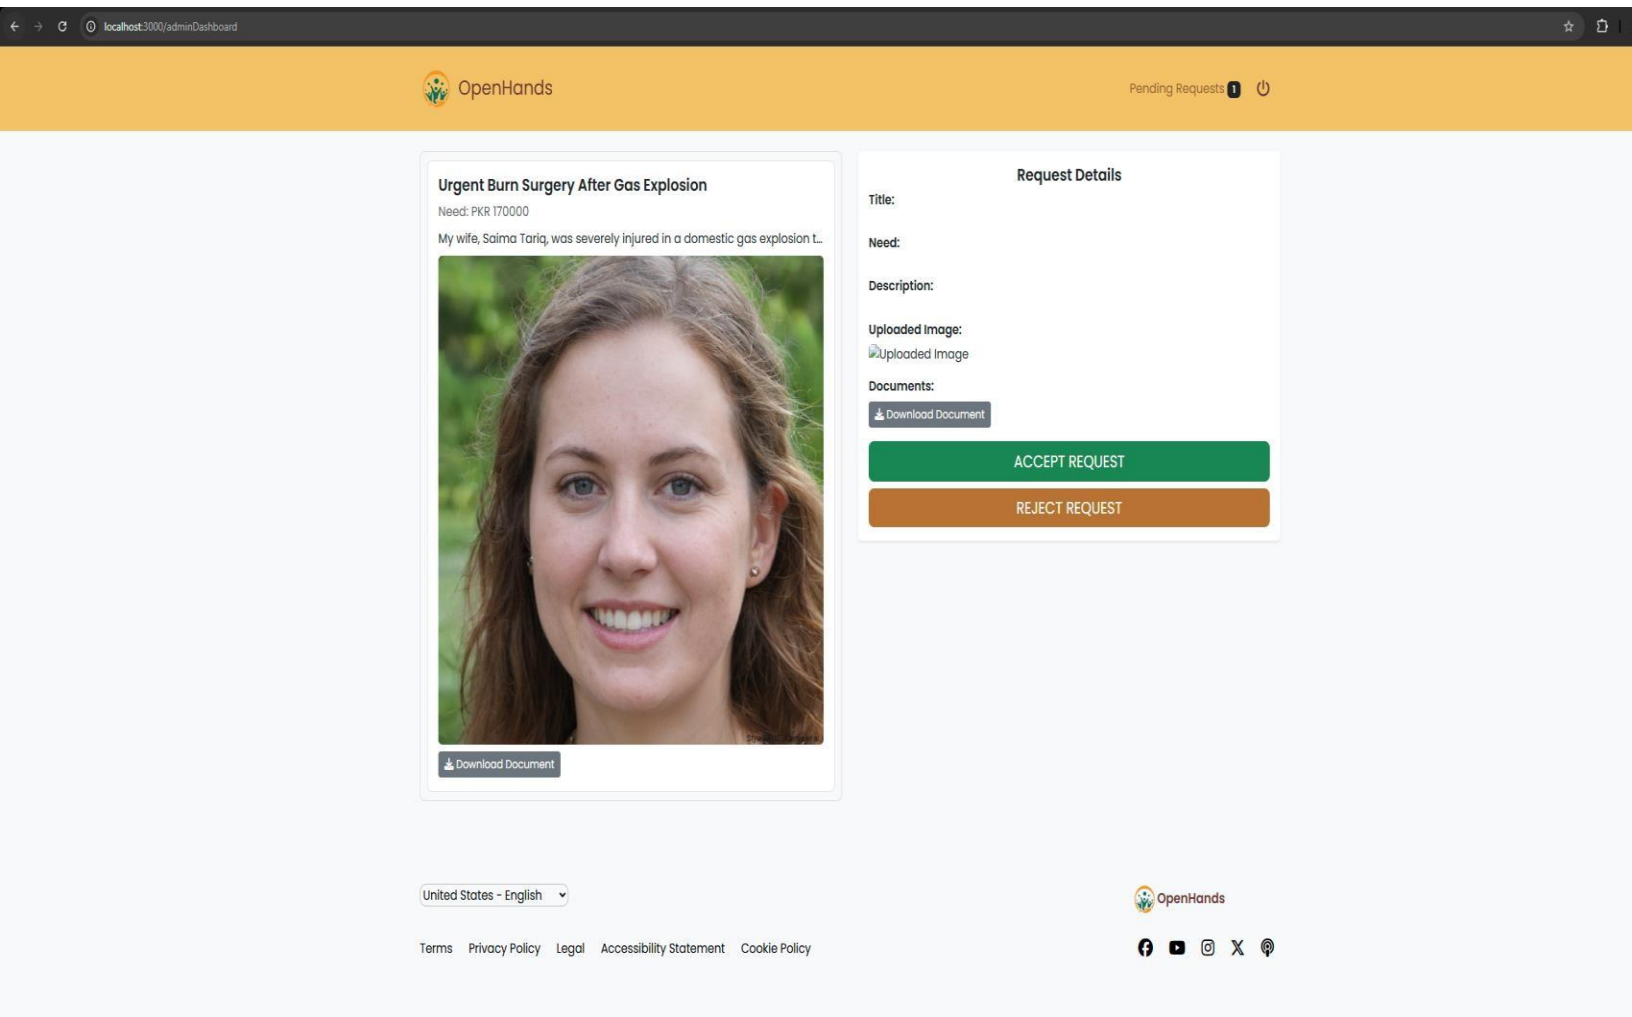 localhost:3000/adminDashboard
OpenHands
Pending Requests 1
Urgent Burn Surgery After Gas Explosion
Need: PKR 170000
My wife, Saima Tariq, was severely injured in a domestic gas explosion t...
Download Document
Request Details
Title:
Need:
Description:
Uploaded Image:
Uploaded Image
Documents:
Download Document
ACCEPT REQUEST
REJECT REQUEST
United States - English
OpenHands
Terms Privacy Policy Legal Accessibility Statement Cookie Policy